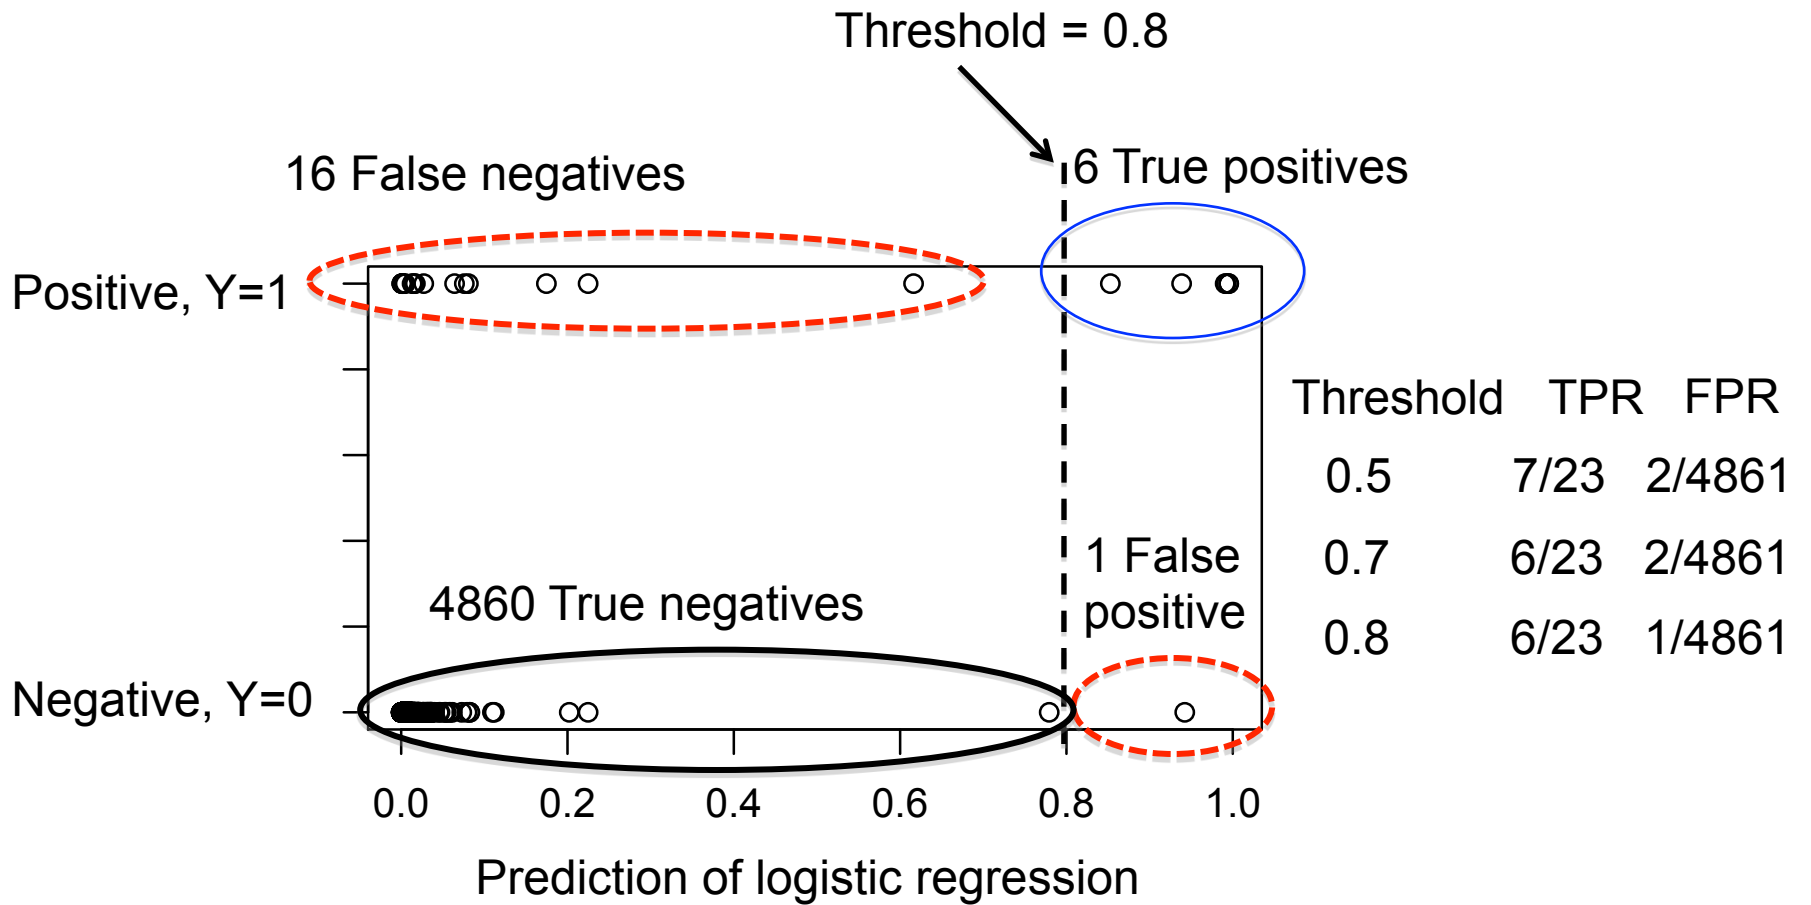 Threshold = 0.8
16 False negatives
6 True positives
Positive, Y=1
Threshold TPR FPR
0.5 7/23 2/4861
0.7 6/23 2/4861
0.8 6/23 1/4861
1 False
positive
4860 True negatives
Negative, Y=0
0.0 0.2 0.4 0.6 0.8 1.0
Prediction of logistic regression